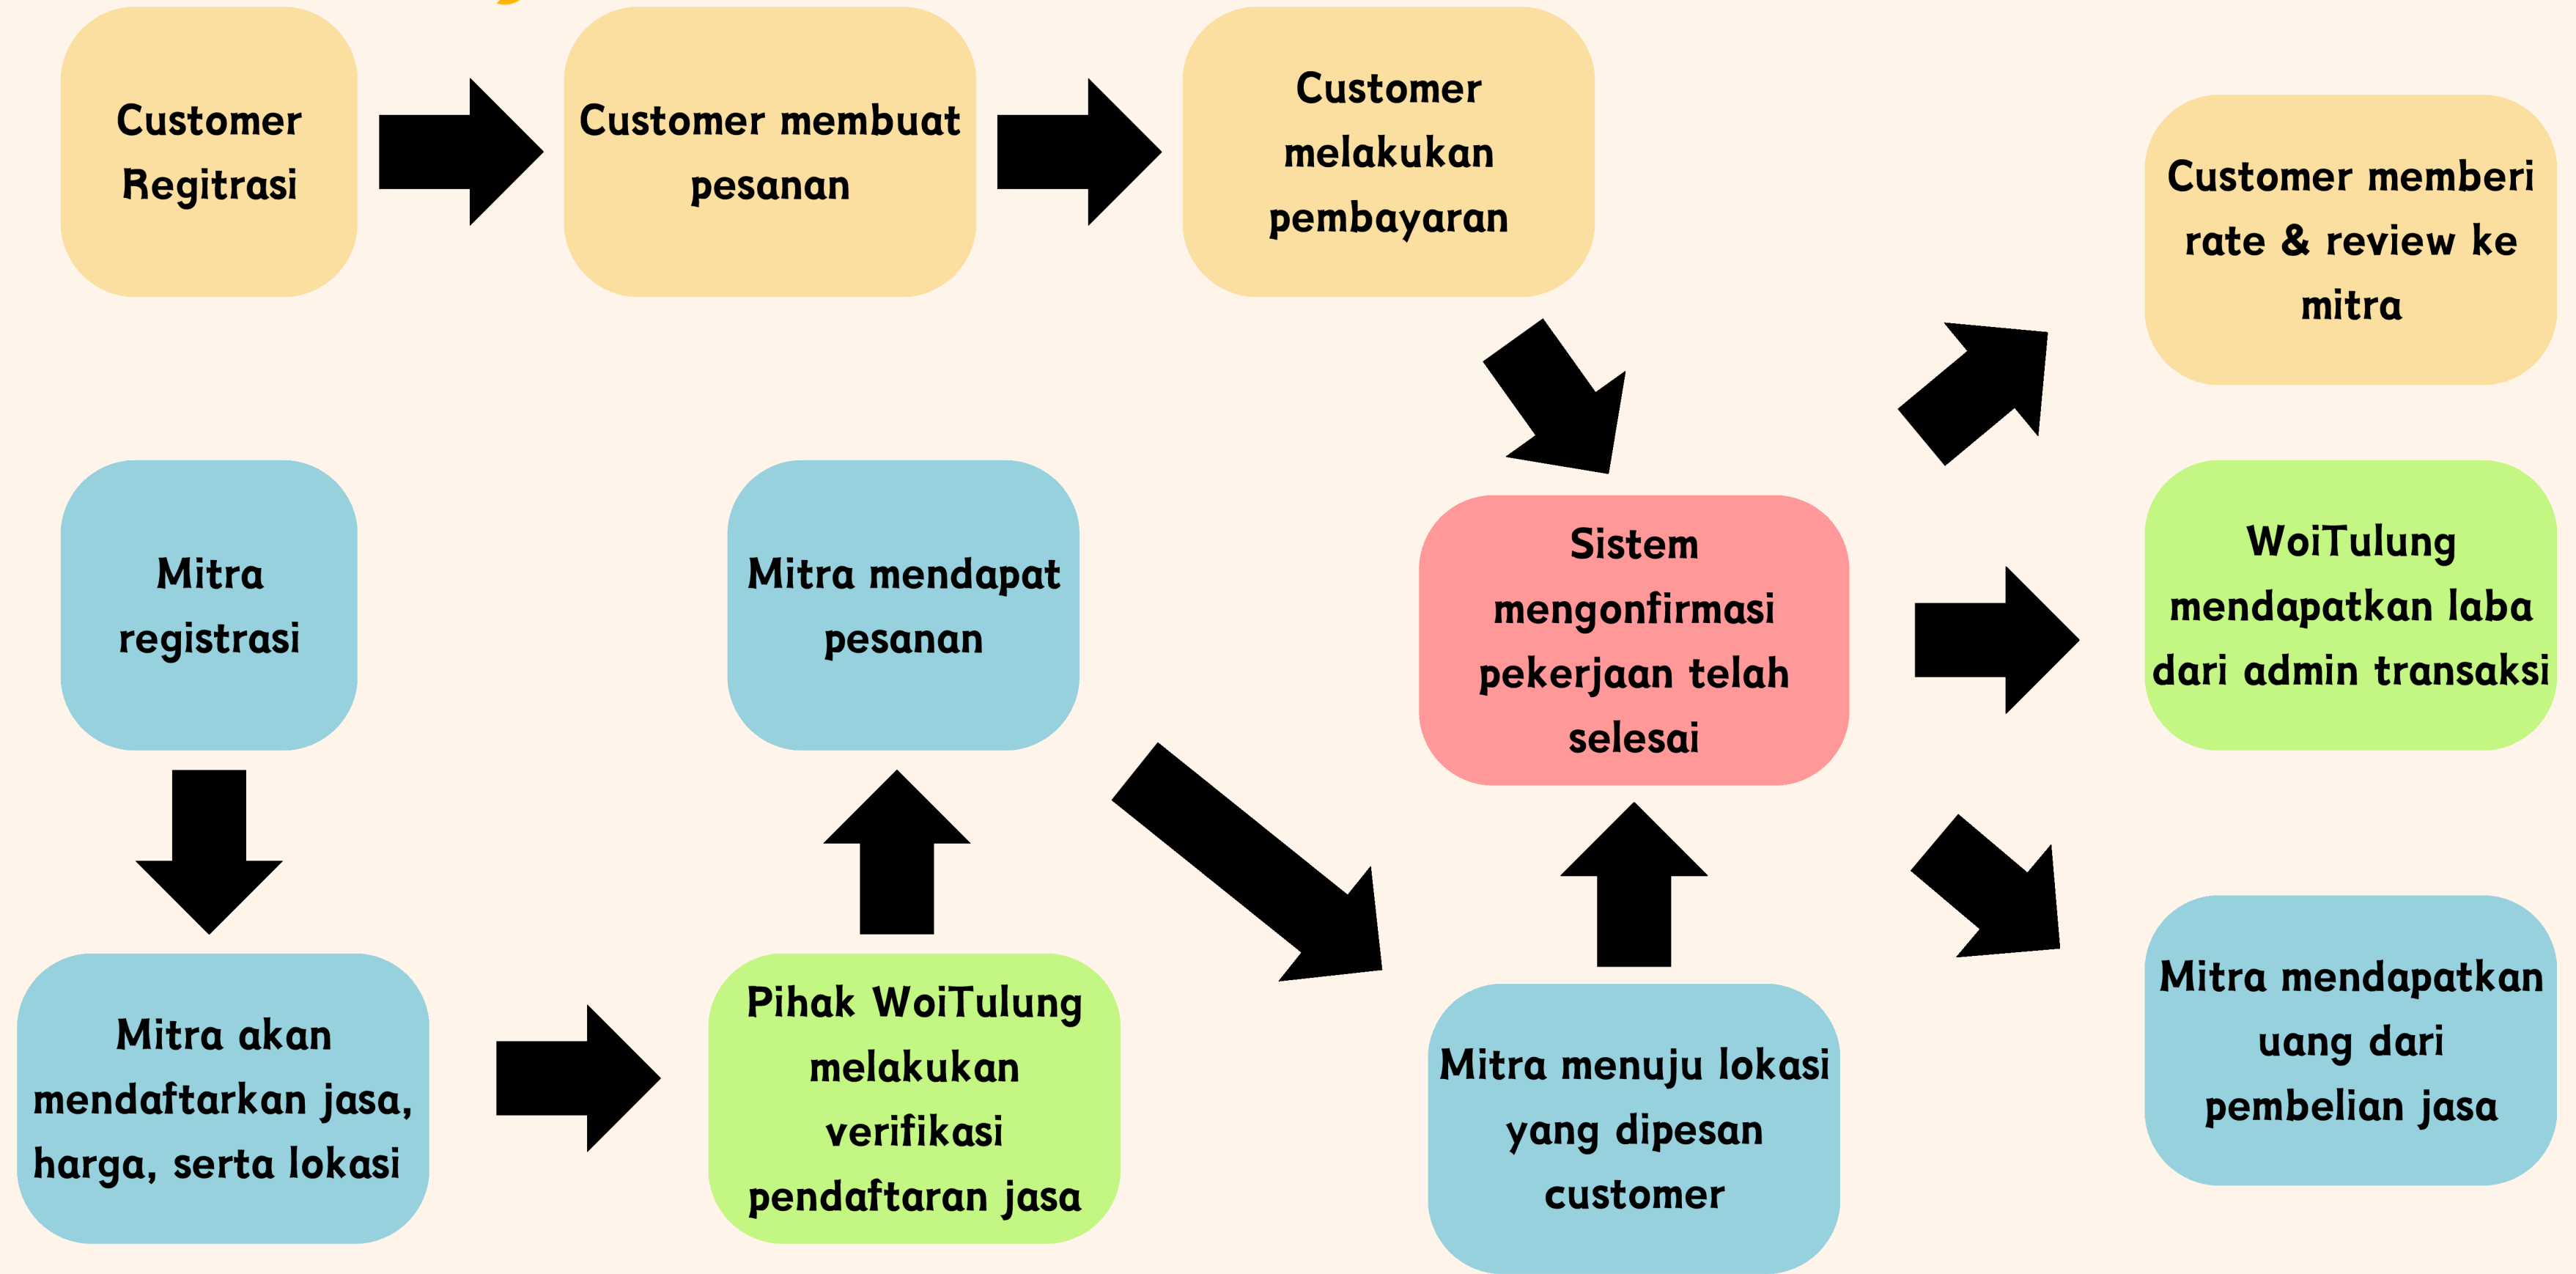 Customer
Regitrasi
Customer membuat
pesanan
Customer
melakukan
pembayaran
Customer memberi
rate & review ke
mitra
Mitra
registrasi
Mitra mendapat
pesanan
Sistem
mengonfirmasi
pekerjaan telah
selesai
WoiTulung
mendapatkan laba
dari admin transaksi
Mitra akan
mendaftarkan jasa,
harga, serta lokasi
Pihak WoiTulung
melakukan
verifikasi
pendaftaran jasa
Mitra menuju lokasi
yang dipesan
customer
Mitra mendapatkan
uang dari
pembelian jasa